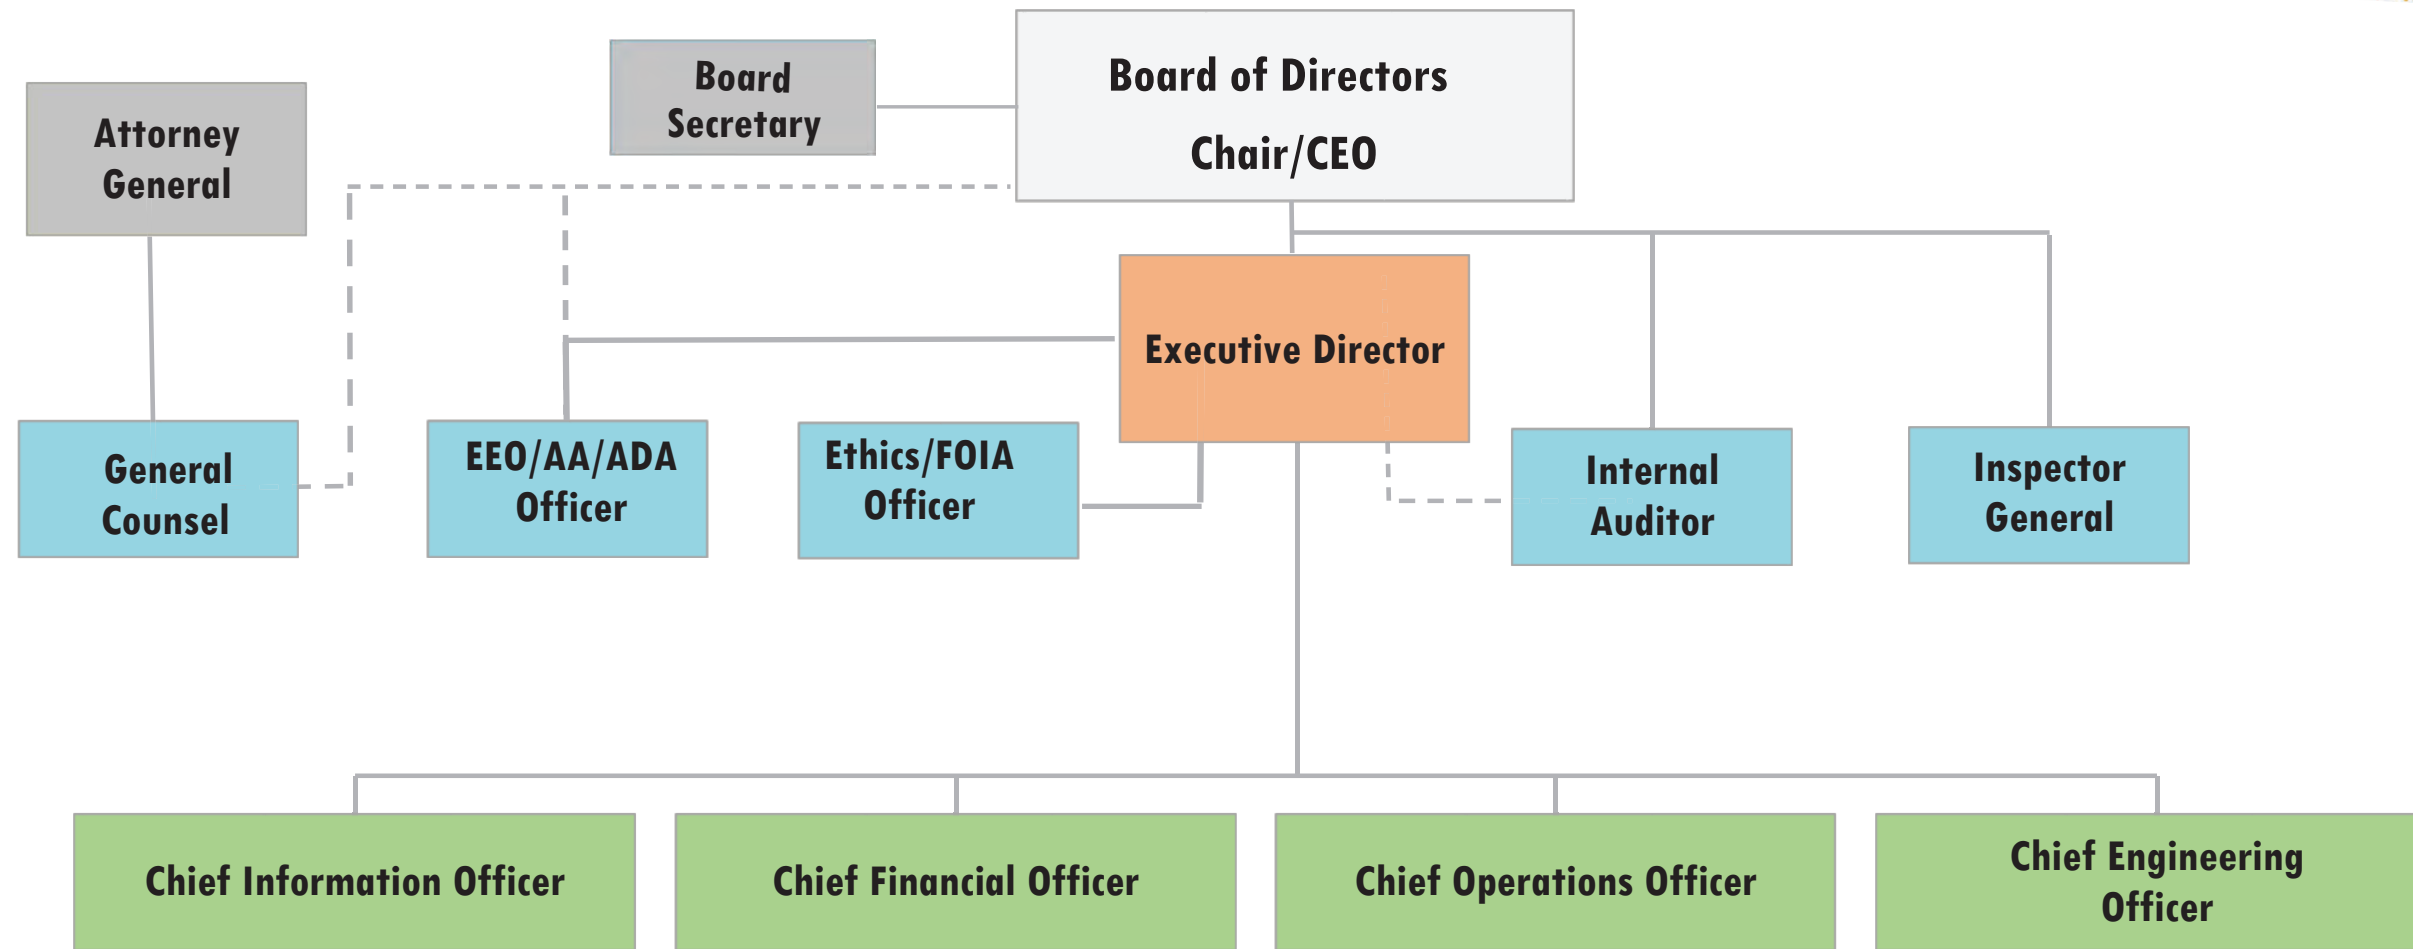 Board
Secretary
Board of Directors
Chair/CEO
Attorney
General
Executive Director
General
Counsel
EEO/AA/ADA
Officer
Ethics/FOIA
Officer
Internal
Auditor
Inspector
General
Chief Information Officer
Chief Financial Officer
Chief Operations Officer
Chief Engineering
Officer